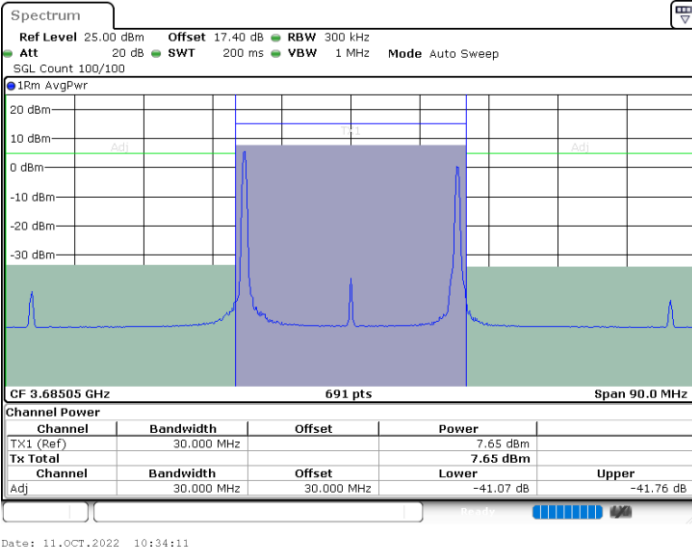 Spectrum
Ref Level 25.00 dBm Offset 17.40 dB RBW 300 kHz
Att 20 dB SWT 200 ms VBW 1 MHz Mode Auto Sweep
SGL Count 100/100
1Rm AvgPwr
20 dBm
TX1
10 dBm
Adj Adj
0 dBm
-10 dBm
-20 dBm
-30 dBm
CF 3.68505 GHz 691 pts Span 90.0 MHz
Channel Power
Channel Bandwidth Offset Power
TX1 (Ref) 30.000 MHz 7.65 dBm
Tx Total 7.65 dBm
Channel Bandwidth Offset Lower Upper
Adj 30.000 MHz 30.000 MHz -41.07 dB -41.76 dB
Ready
Date: 11.OCT.2022 10:34:11